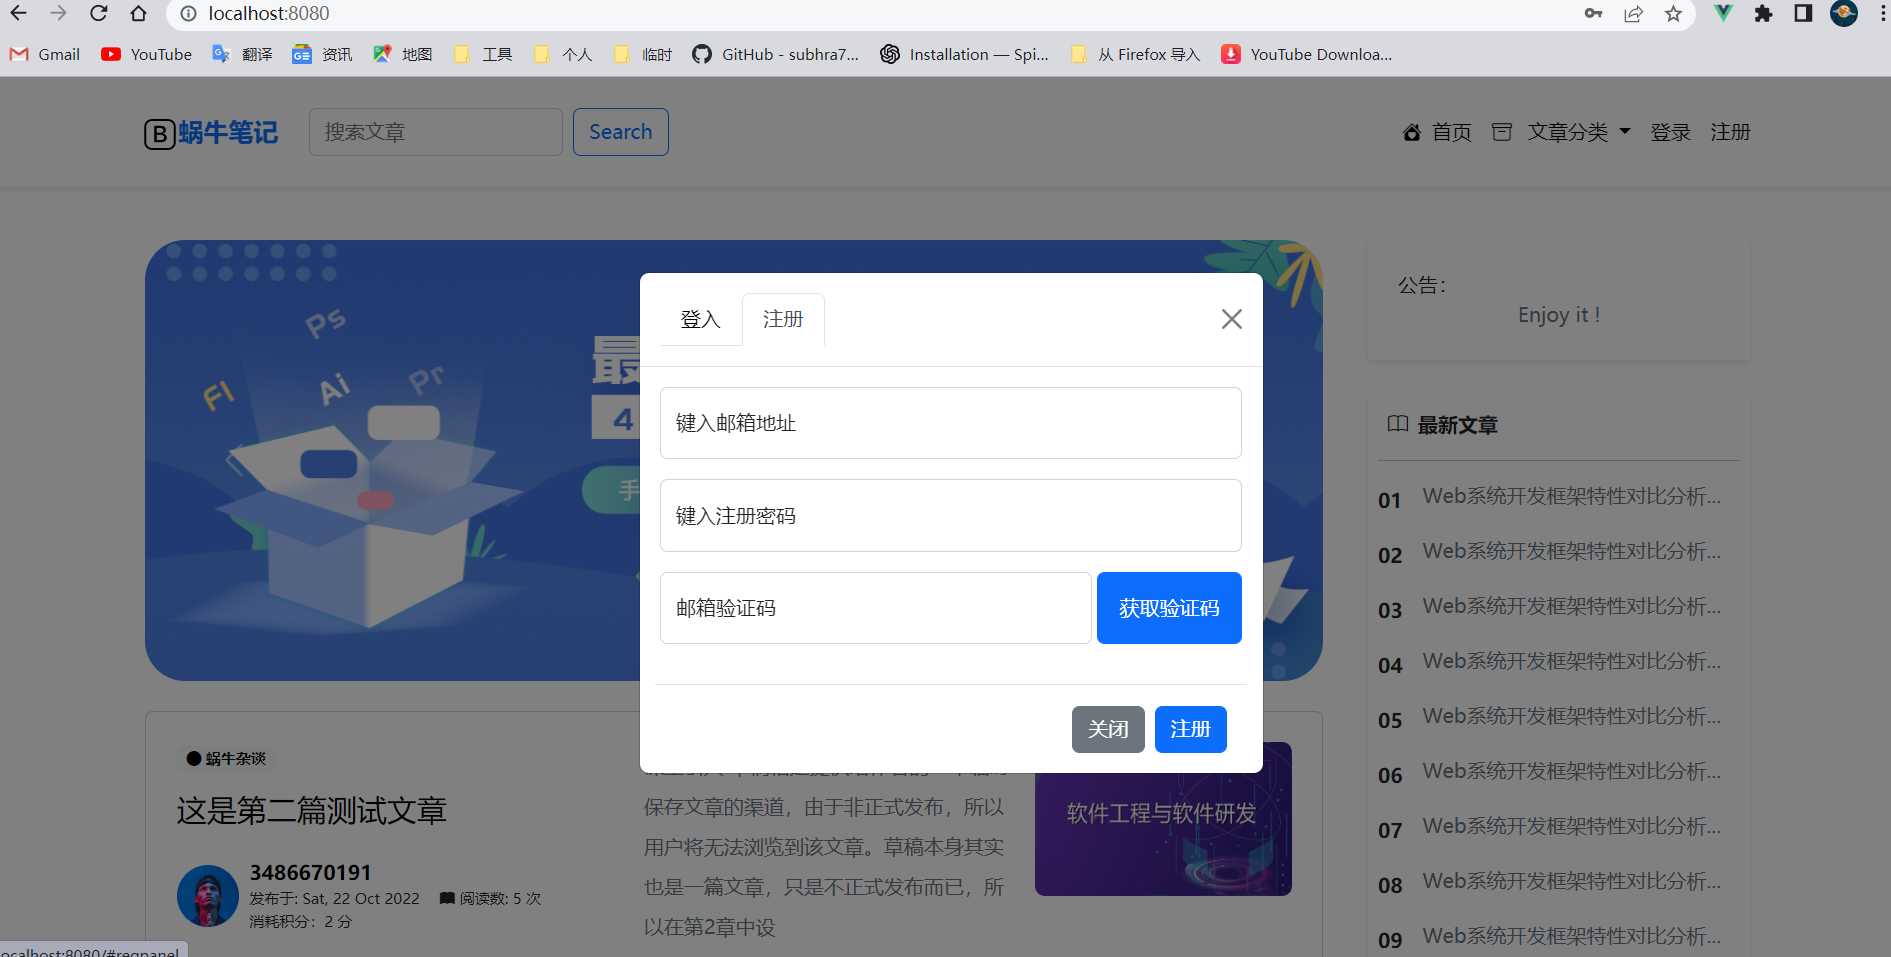 localhost:8080
Gmail YouTube 翻译 资讯 地图 工具 个人 临时 GitHub - subhra7... Installation — Spi... 从 Firefox 导入 YouTube Downloa...
B 蜗牛笔记 搜索文章 Search 首页 文章分类 登录 注册
Ps
Ai
Pr
Fl
最
4
手
公告：
Enjoy it !
登入 注册
键入邮箱地址
键入注册密码
邮箱验证码 获取验证码
关闭 注册
最新文章
01 Web系统开发框架特性对比分析...
02 Web系统开发框架特性对比分析...
03 Web系统开发框架特性对比分析...
04 Web系统开发框架特性对比分析...
05 Web系统开发框架特性对比分析...
06 Web系统开发框架特性对比分析...
07 Web系统开发框架特性对比分析...
08 Web系统开发框架特性对比分析...
09 Web系统开发框架特性对比分析...
蜗牛杂谈
这是第二篇测试文章
3486670191
发布于: Sat, 22 Oct 2022 阅读数: 5 次
消耗积分：2 分
保存文章的渠道，由于非正式发布，所以
用户将无法浏览到该文章。草稿本身其实
也是一篇文章，只是不正式发布而已，所
以在第2章中设
软件工程与软件研发
ocalhost:8080/#regpanel